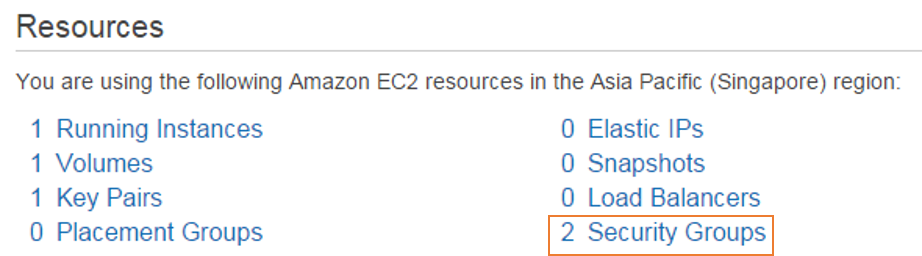 Resources
You are using the following Amazon EC2 resources in the Asia Pacific (Singapore) region:
1 Running Instances
0 Elastic IPs
1 Volumes
0 Snapshots
1 Key Pairs
0 Load Balancers
0 Placement Groups
2 Security Groups